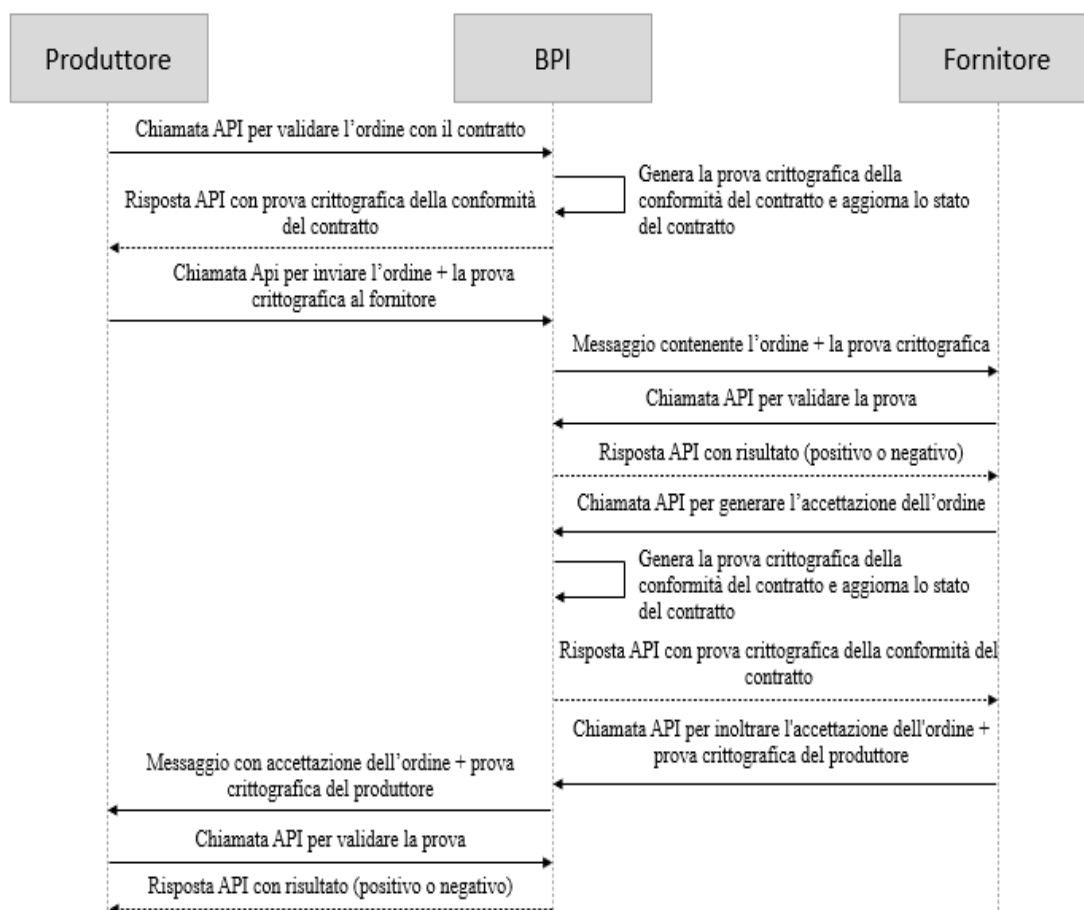 Produttore
BPI
Fornitore
Chiamata API per validare l’ordine con il contratto
Genera la prova crittografica della
conformità del contratto e aggiorna lo stato
del contratto
Risposta API con prova crittografica della conformità
del contratto
Chiamata Api per inviare l’ordine + la prova
crittografica al fornitore
Messaggio contenente l’ordine + la prova crittografica
Chiamata API per validare la prova
Risposta API con risultato (positivo o negativo)
Chiamata API per generare l’accettazione dell’ordine
Genera la prova crittografica della
conformità del contratto e aggiorna lo stato
del contratto
Risposta API con prova crittografica della conformità del
contratto
Chiamata API per inoltrare l'accettazione dell'ordine +
prova crittografica del produttore
Messaggio con accettazione dell’ordine + prova
crittografica del produttore
Chiamata API per validare la prova
Risposta API con risultato (positivo o negativo)